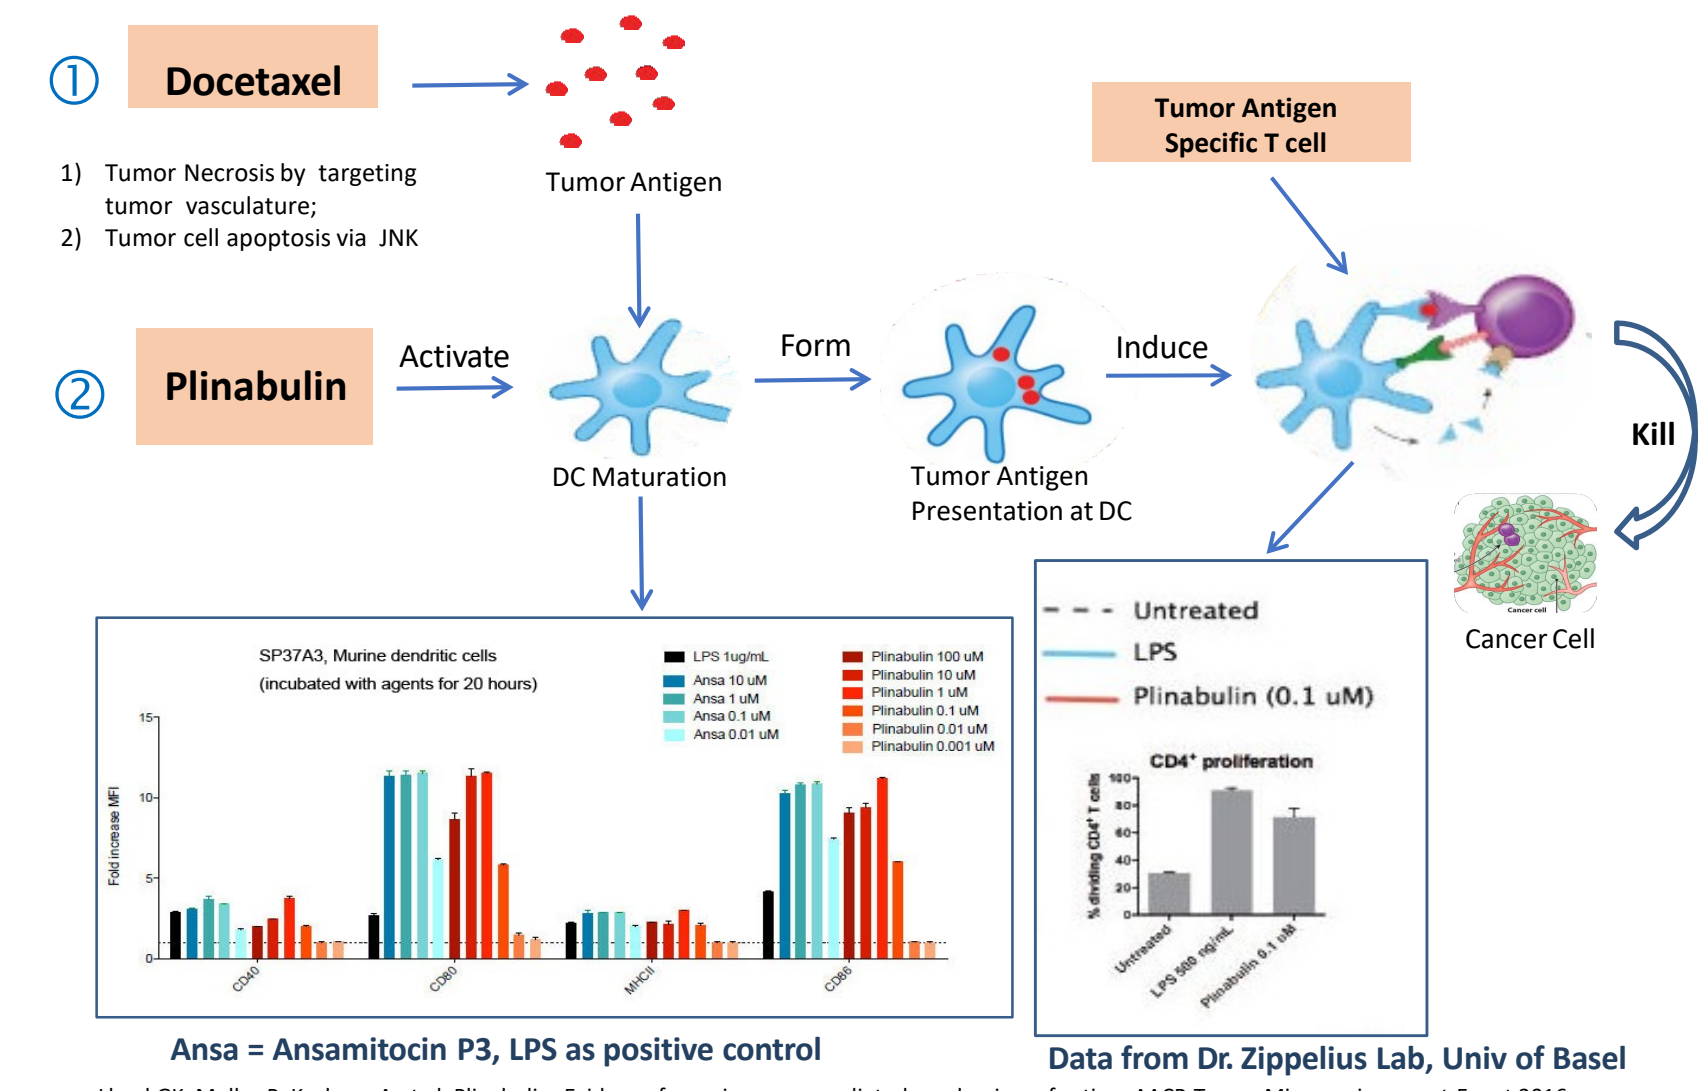 ①
Docetaxel
1) Tumor Necrosis by targeting
tumor vasculature;
2) Tumor cell apoptosis via JNK
Tumor Antigen
Tumor Antigen
Specific T cell
②
Plinabulin
Activate
DC Maturation
Form
Tumor Antigen
Presentation at DC
Induce
Kill
Cancer cell
Cancer Cell
SP37A3, Murine dendritic cells
(incubated with agents for 20 hours)
LPS 1ug/mL
Ansa 10 uM
Ansa 1 uM
Ansa 0.1 uM
Ansa 0.01 uM
Plinabulin 100 uM
Plinabulin 10 uM
Plinabulin 1 uM
Plinabulin 0.1 uM
Plinabulin 0.01 uM
Plinabulin 0.001 uM
Fold increase MFI
15
10
5
0
CD40
CD80
MHCII
CD86
Untreated
LPS
Plinabulin (0.1 uM)
CD4⁺ proliferation
% dividing CD4⁺ T cells
100
80
60
40
20
0
Untreated
LPS 500 ng/mL
Plinabulin 0.1 uM
Ansa = Ansamitocin P3, LPS as positive control
Data from Dr. Zippelius Lab, Univ of Basel